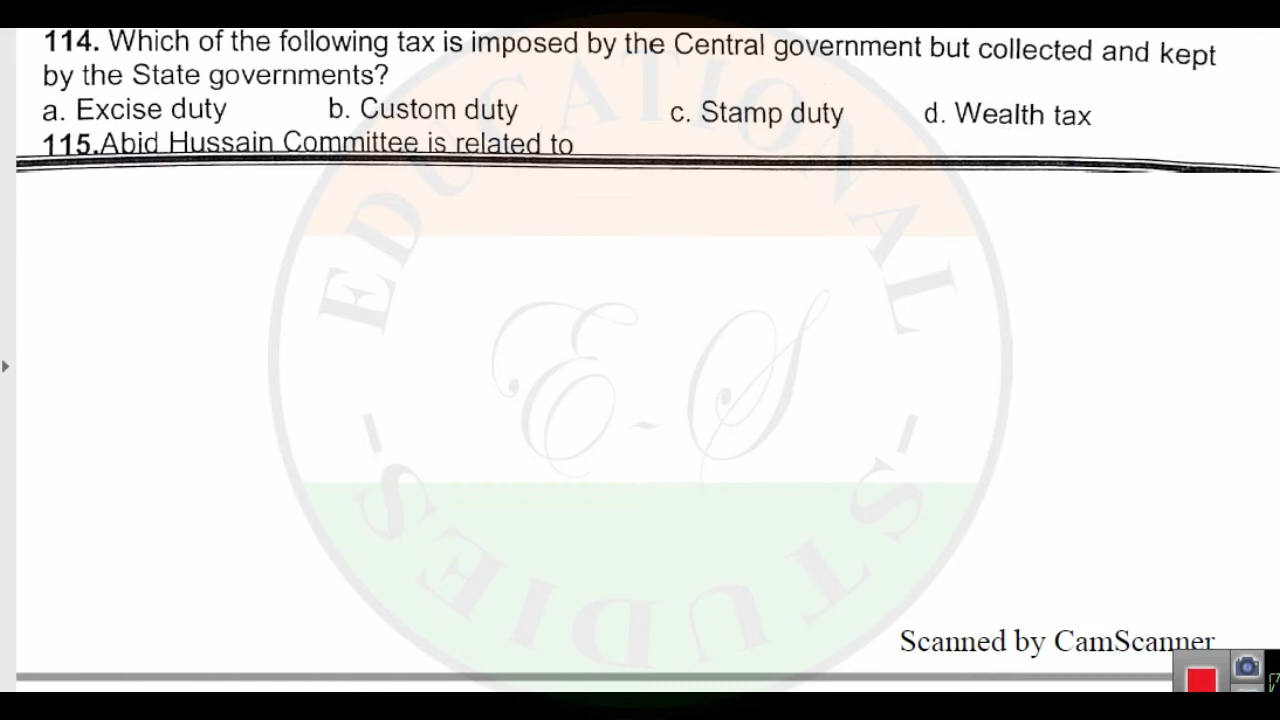 114. Which of the following tax is imposed by the Central government but collected and kept
by the State governments?
a. Excise duty b. Custom duty c. Stamp duty d. Wealth tax
115.Abid Hussain Committee is related to
EDUCATIONAL
E-S
- STUDIES -
Scanned by CamScanner